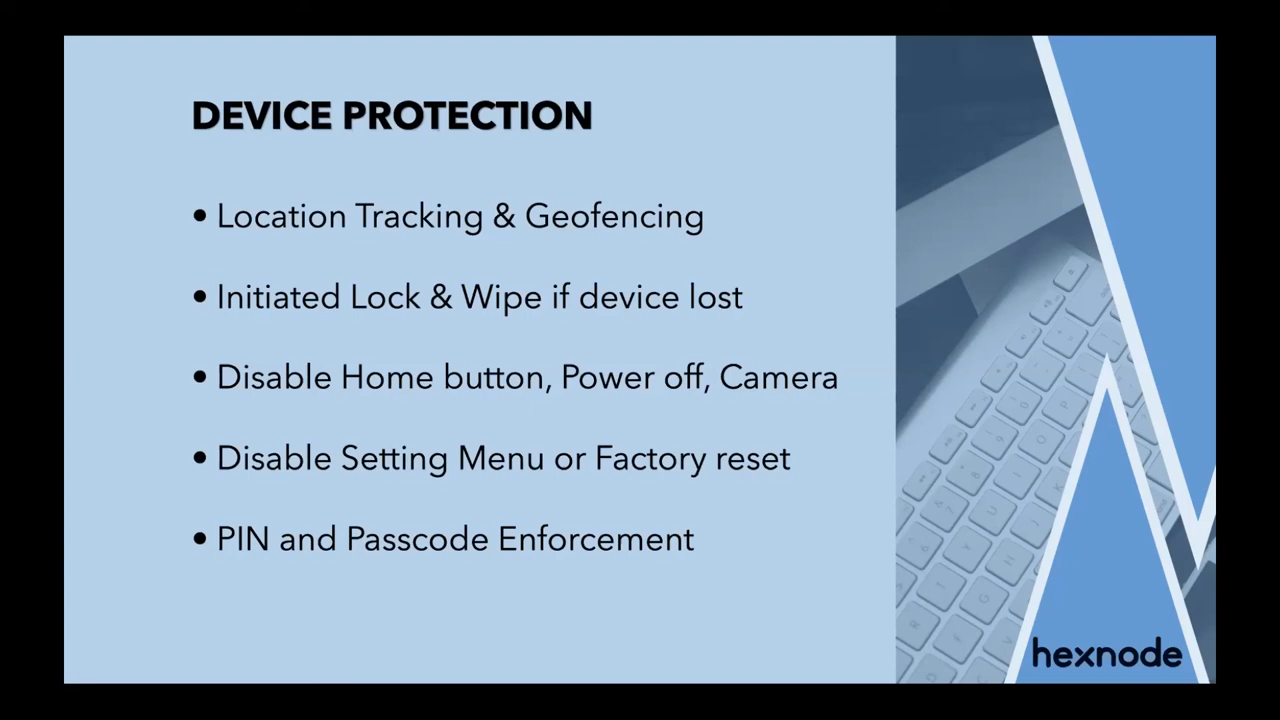 DEVICE PROTECTION
• Location Tracking & Geofencing
• Initiated Lock & Wipe if device lost
• Disable Home button, Power off, Camera
• Disable Setting Menu or Factory reset
• PIN and Passcode Enforcement
hexnode